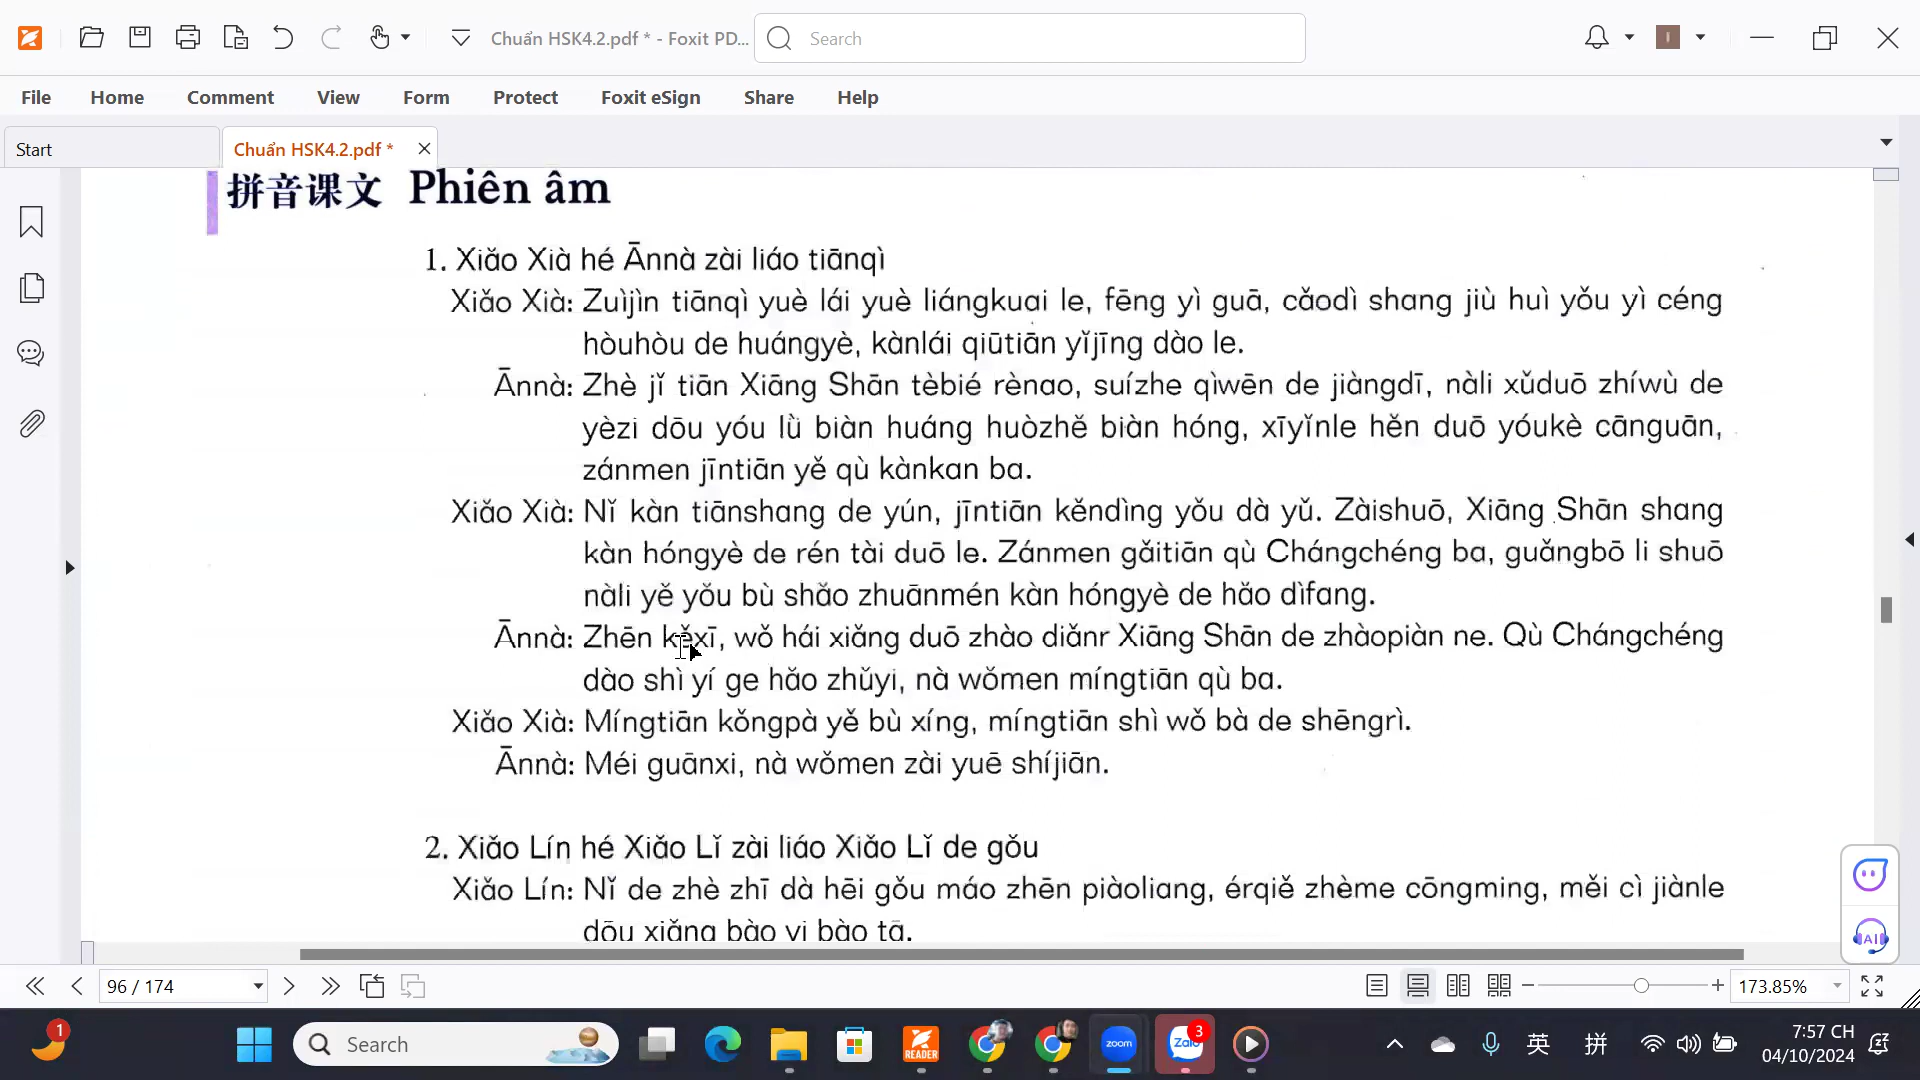 Chuẩn HSK4.2.pdf * - Foxit PD...
Search
File Home Comment View Form Protect Foxit eSign Share Help
Start
Chuẩn HSK4.2.pdf *
拼音课文 Phiên âm
1. Xiǎo Xià hé Ānnà zài liáo tiānqì
Xiǎo Xià: Zuìjìn tiānqì yuè lái yuè liángkuai le, fēng yì guā, cǎodì shang jiù huì yǒu yì céng
hòuhòu de huángyè, kànlái qiūtiān yǐjīng dào le.
Ānnà: Zhè jǐ tiān Xiāng Shān tèbié rènao, suízhe qìwēn de jiàngdī, nàli xǔduō zhíwù de
yèzi dōu yóu lǜ biàn huáng huòzhě biàn hóng, xīyǐnle hěn duō yóukè cānguān,
zánmen jīntiān yě qù kànkan ba.
Xiǎo Xià: Nǐ kàn tiānshang de yún, jīntiān kěndìng yǒu dà yǔ. Zàishuō, Xiāng Shān shang
kàn hóngyè de rén tài duō le. Zánmen gǎitiān qù Chángchéng ba, guǎngbō li shuō
nàli yě yǒu bù shǎo zhuānmén kàn hóngyè de hǎo dìfang.
Ānnà: Zhēn kěxī, wǒ hái xiǎng duō zhào diǎnr Xiāng Shān de zhàopiàn ne. Qù Chángchéng
dào shì yí ge hǎo zhǔyi, nà wǒmen míngtiān qù ba.
Xiǎo Xià: Míngtiān kǒngpà yě bù xíng, míngtiān shì wǒ bà de shēngrì.
Ānnà: Méi guānxi, nà wǒmen zài yuē shíjiān.
2. Xiǎo Lín hé Xiǎo Lǐ zài liáo Xiǎo Lǐ de gǒu
Xiǎo Lín: Nǐ de zhè zhī dà hēi gǒu máo zhēn piàoliang, érqiě zhème cōngming, měi cì jiànle
dōu xiǎng bào yi bào tā.
AI
96 / 174
173.85%
1
Search
READER
zoom
Zalo
3
英
拼
7:57 CH
04/10/2024